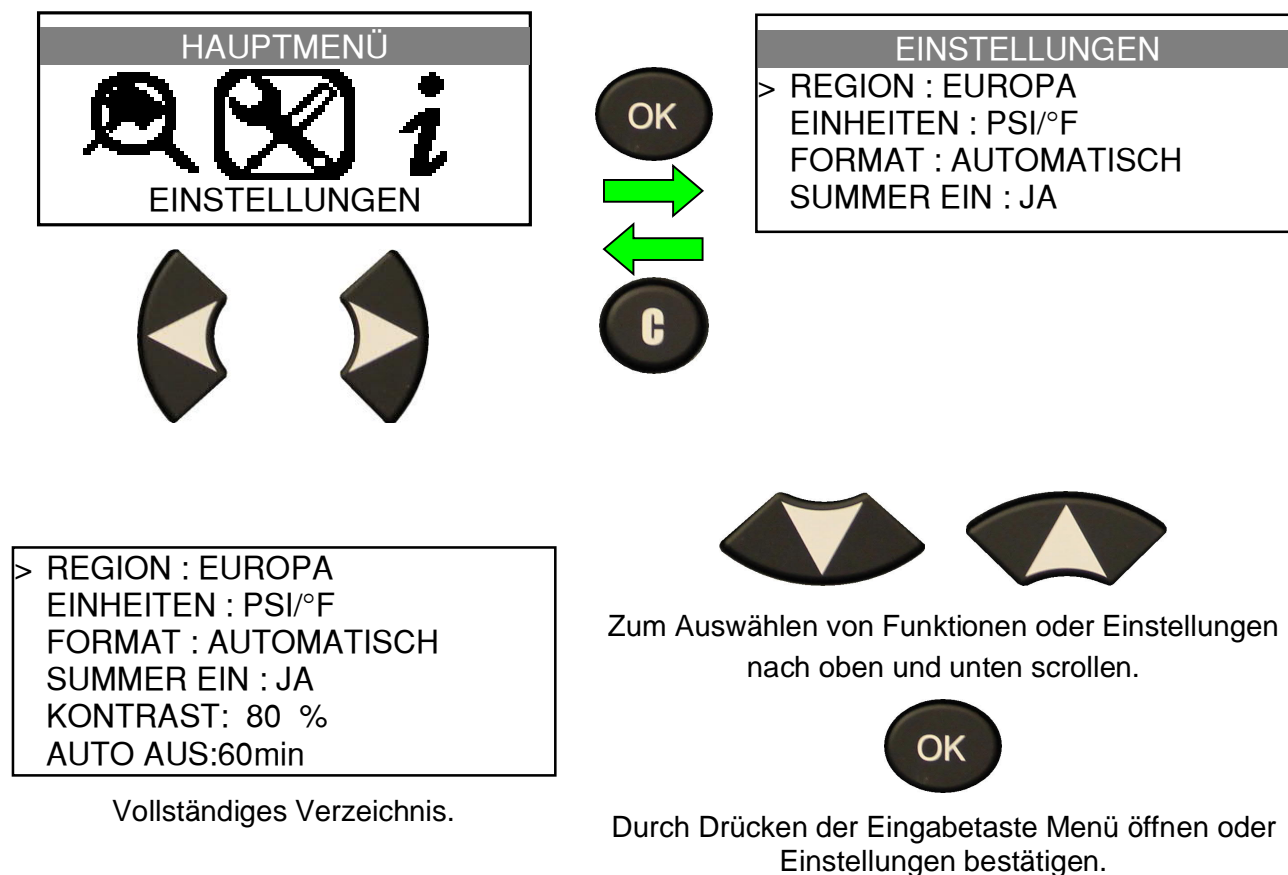 HAUPTMENÜ
EINSTELLUNGEN
OK
C
EINSTELLUNGEN
> REGION : EUROPA
EINHEITEN : PSI/°F
FORMAT : AUTOMATISCH
SUMMER EIN : JA
> REGION : EUROPA
EINHEITEN : PSI/°F
FORMAT : AUTOMATISCH
SUMMER EIN : JA
KONTRAST: 80 %
AUTO AUS:60min
Vollständiges Verzeichnis.
Zum Auswählen von Funktionen oder Einstellungen
nach oben und unten scrollen.
OK
Durch Drücken der Eingabetaste Menü öffnen oder
Einstellungen bestätigen.